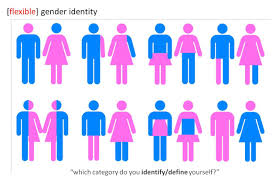 [flexible] gender identity
"which category do you identify/define yourself?"